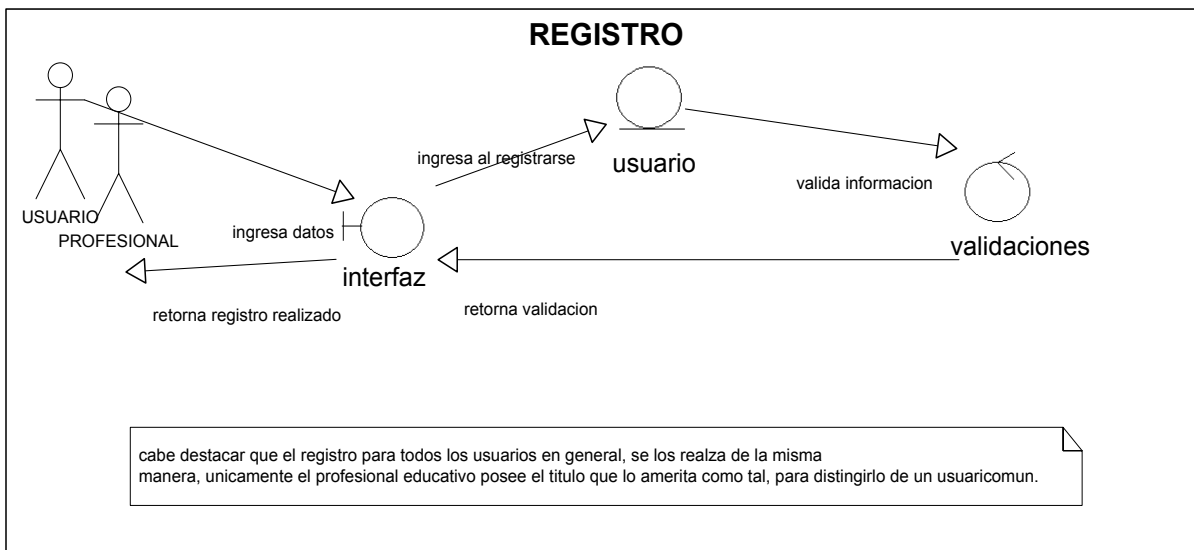 REGISTRO
USUARIO
PROFESIONAL
ingresa datos
interfaz
ingresa al registrarse
usuario
valida informacion
validaciones
retorna validacion
retorna registro realizado
cabe destacar que el registro para todos los usuarios en general, se los realza de la misma
manera, unicamente el profesional educativo posee el titulo que lo amerita como tal, para distingirlo de un usuaricomun.